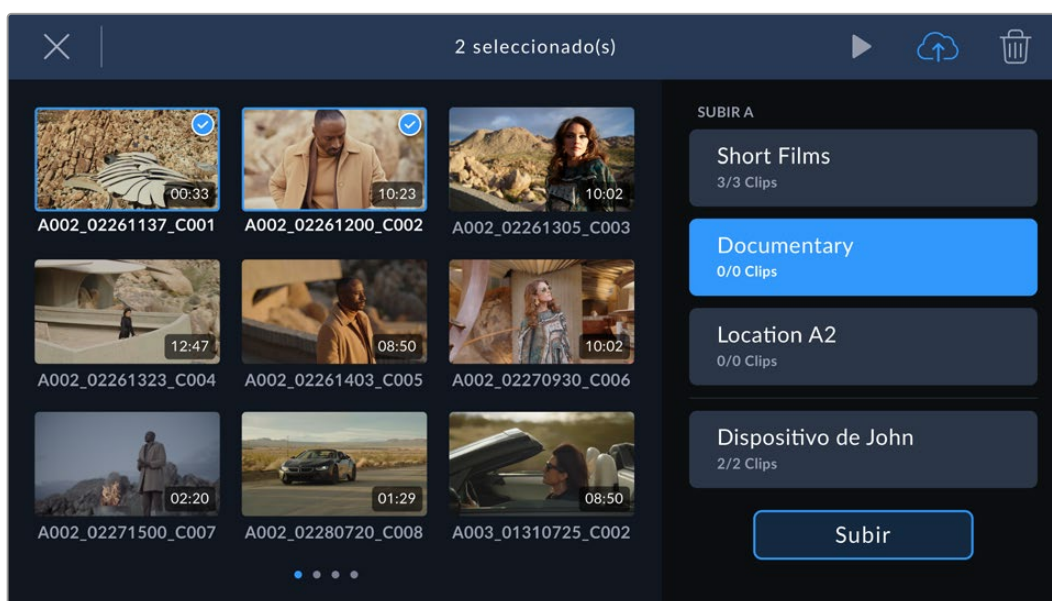 2 seleccionado(s)
00:33
10:23
10:02
A002_02261137_C001
A002_02261200_C002
A002_02261305_C003
12:47
08:50
10:02
A002_02261323_C004
A002_02261403_C005
A002_02270930_C006
02:20
01:29
08:50
A002_02271500_C007
A002_02280720_C008
A003_01310725_C002
SUBIR A
Short Films
3/3 Clips
Documentary
0/0 Clips
Location A2
0/0 Clips
Dispositivo de John
2/2 Clips
Subir